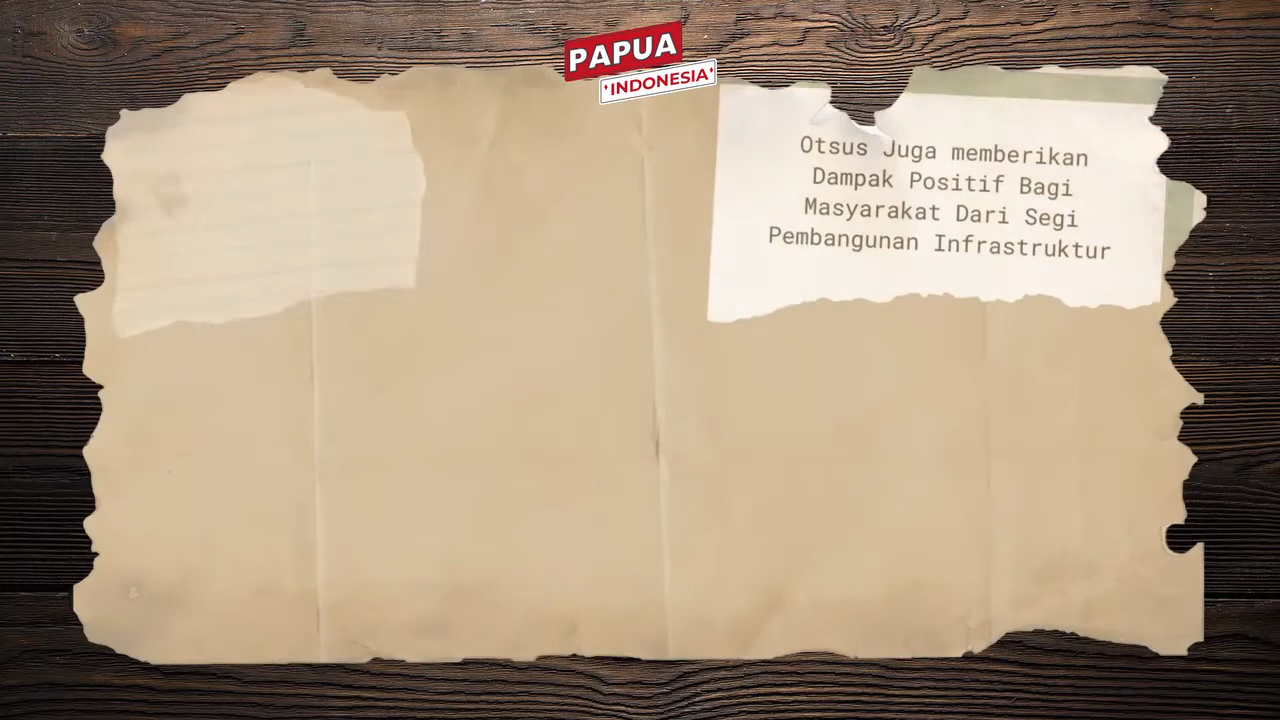 PAPUA
INDONESIA
Otsus Juga memberikan
Dampak Positif Bagi
Masyarakat Dari Segi
Pembangunan Infrastruktur